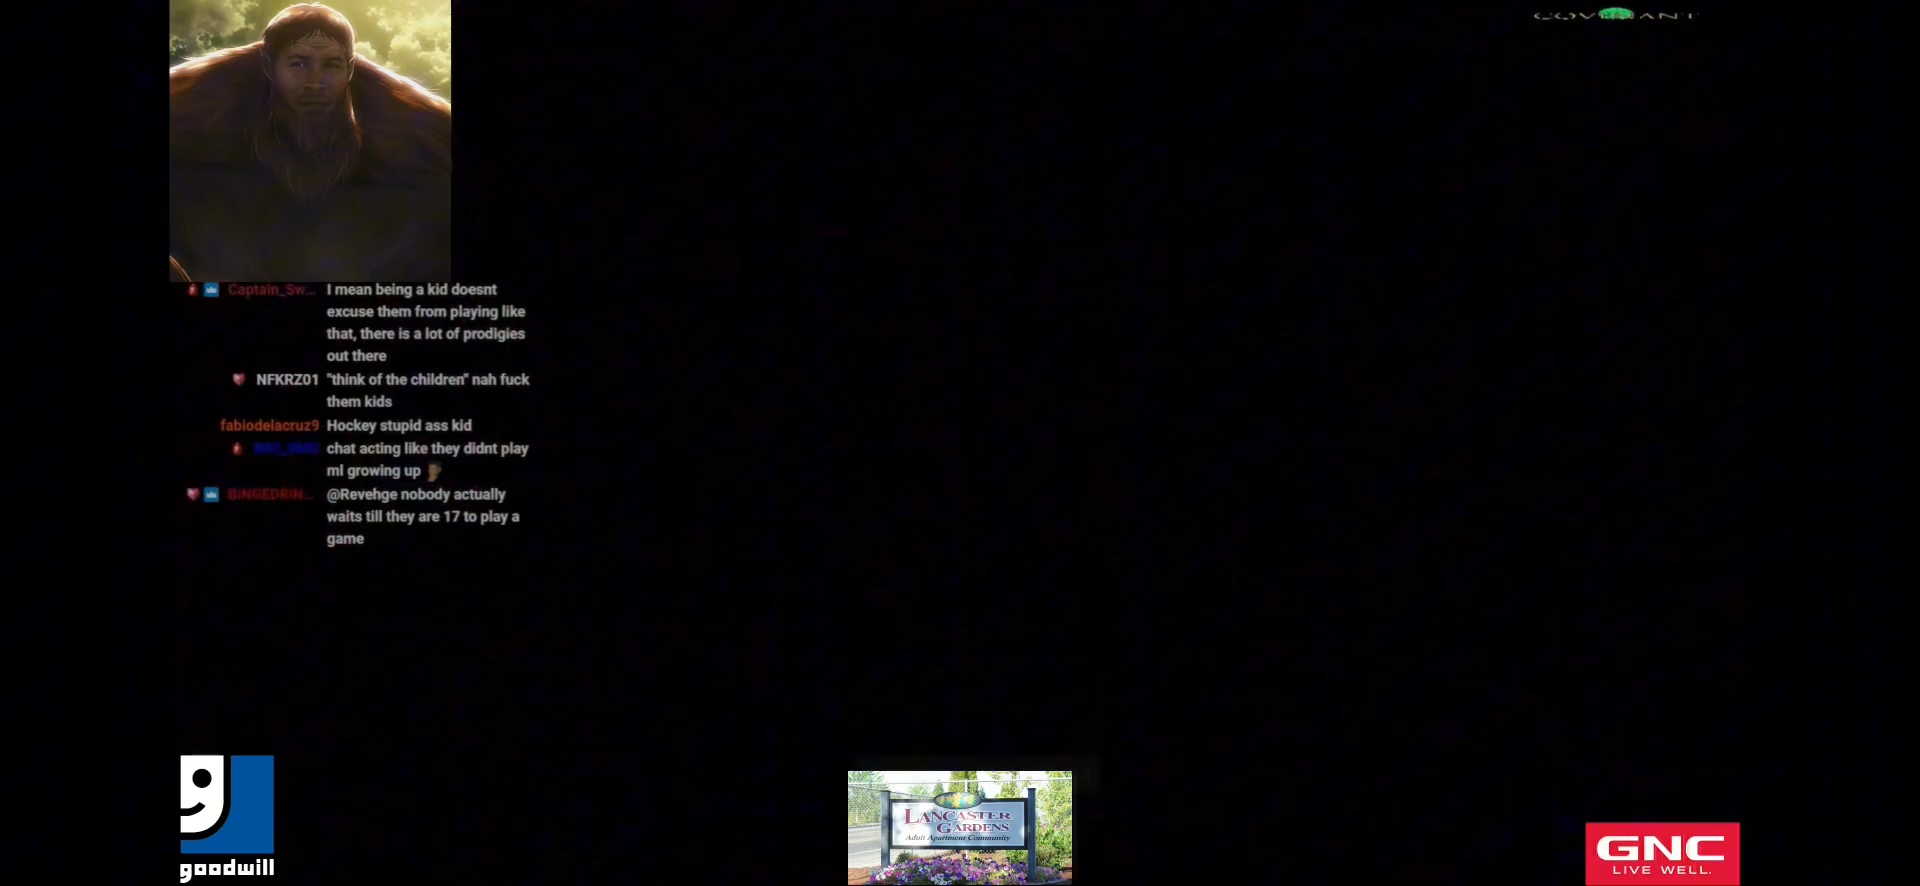 COVENANT
Captain_Sw... I mean being a kid doesnt
excuse them from playing like
that, there is a lot of prodigies
out there
NFKRZ01 "think of the children" nah fuck
them kids
fabiodelacruz9 Hockey stupid ass kid
chat acting like they didnt play
ml growing up
BINGEDRIN... @Revehge nobody actually
waits till they are 17 to play a
game
goodwill
LANCASTER
GARDENS
Adult Apartment Community
GNC
LIVE WELL.